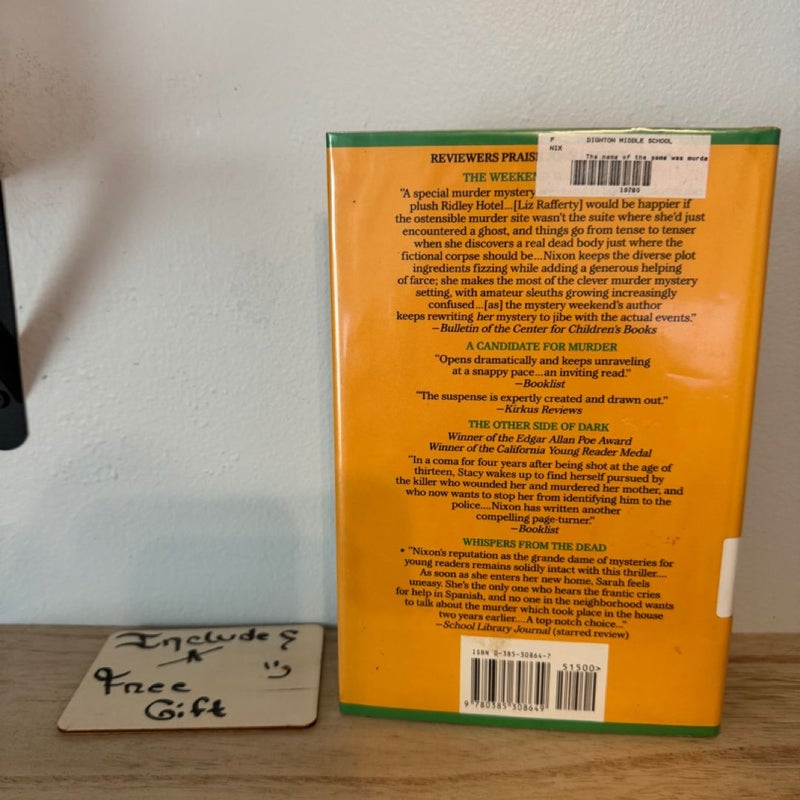 F DIGHTON MIDDLE SCHOOL
NIX
The name of the game was murde
10780
REVIEWERS PRAIS
THE WEEKEN
"A special murder mystery
plush Ridley Hotel...[Liz Rafferty] would be happier if
the ostensible murder site wasn't the suite where she'd just
encountered a ghost, and things go from tense to tenser
when she discovers a real dead body just where the
fictional corpse should be...Nixon keeps the diverse plot
ingredients fizzing while adding a generous helping
of farce; she makes the most of the clever murder mystery
setting, with amateur sleuths growing increasingly
confused...[as] the mystery weekend's author
keeps rewriting her mystery to jibe with the actual events."
—Bulletin of the Center for Children's Books
A CANDIDATE FOR MURDER
"Opens dramatically and keeps unraveling
at a snappy pace...an inviting read."
—Booklist
"The suspense is expertly created and drawn out."
—Kirkus Reviews
THE OTHER SIDE OF DARK
Winner of the Edgar Allan Poe Award
Winner of the California Young Reader Medal
"In a coma for four years after being shot at the age of
thirteen, Stacy wakes up to find herself pursued by
the killer who wounded her and murdered her mother, and
who now wants to stop her from identifying him to the
police....Nixon has written another
compelling page-turner."
—Booklist
WHISPERS FROM THE DEAD
• "Nixon's reputation as the grande dame of mysteries for
young readers remains solidly intact with this thriller....
As soon as she enters her new home, Sarah feels
uneasy. She's the only one who hears the frantic cries
for help in Spanish, and no one in the neighborhood wants
to talk about the murder which took place in the house
two years earlier....A top-notch choice..."
—School Library Journal (starred review)
ISBN 0-385-30864-7
51500>
9 780385 308649
Includes
A
Free
Gift